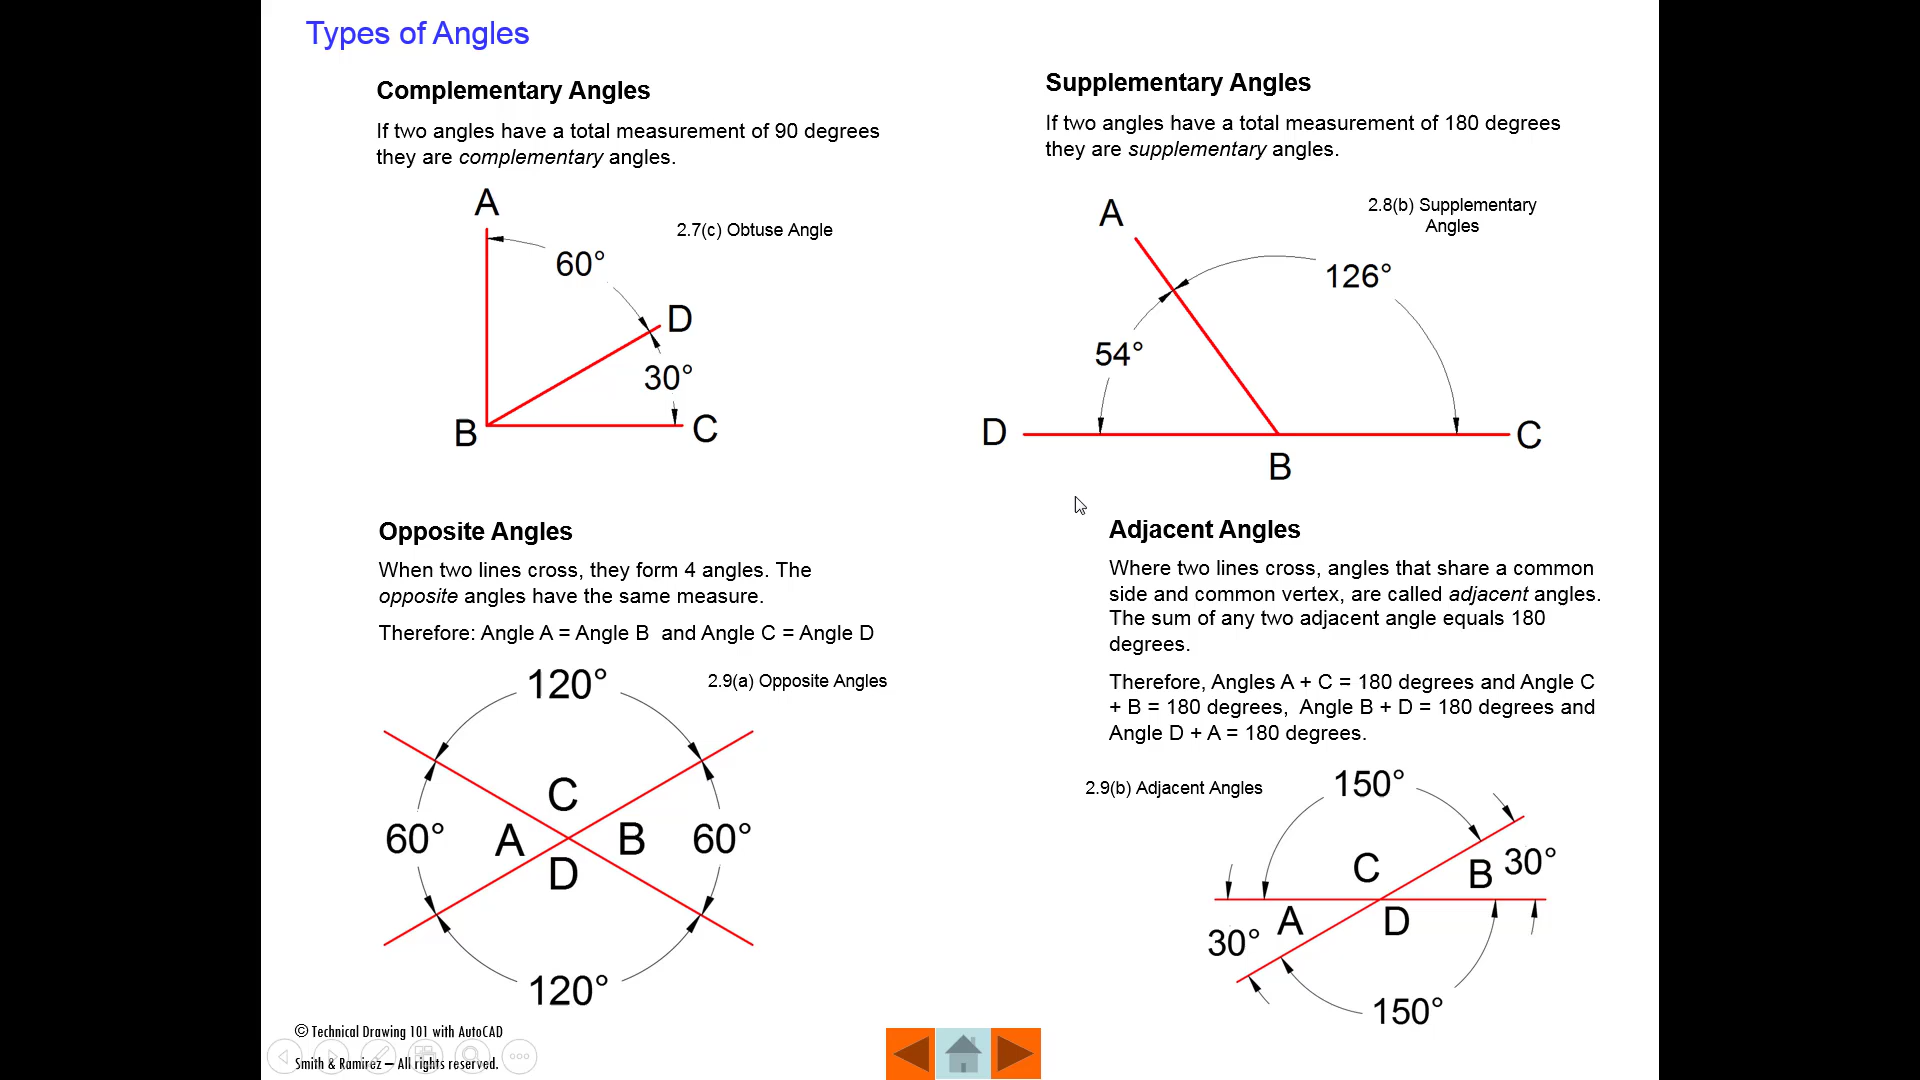 Types of Angles
Complementary Angles
If two angles have a total measurement of 90 degrees
they are complementary angles.
A
2.7(c) Obtuse Angle
60°
D
30°
B
C
Supplementary Angles
If two angles have a total measurement of 180 degrees
they are supplementary angles.
A
2.8(b) Supplementary
Angles
126°
54°
D
C
B
Opposite Angles
When two lines cross, they form 4 angles. The
opposite angles have the same measure.
Therefore: Angle A = Angle B  and Angle C = Angle D
120°
2.9(a) Opposite Angles
C
60°
A
B
60°
D
120°
Adjacent Angles
Where two lines cross, angles that share a common
side and common vertex, are called adjacent angles.
The sum of any two adjacent angle equals 180
degrees.
Therefore, Angles A + C = 180 degrees and Angle C
+ B = 180 degrees,  Angle B + D = 180 degrees and
Angle D + A = 180 degrees.
2.9(b) Adjacent Angles
150°
C
B
30°
A
D
30°
150°
© Technical Drawing 101 with AutoCAD
Smith & Ramirez – All rights reserved.